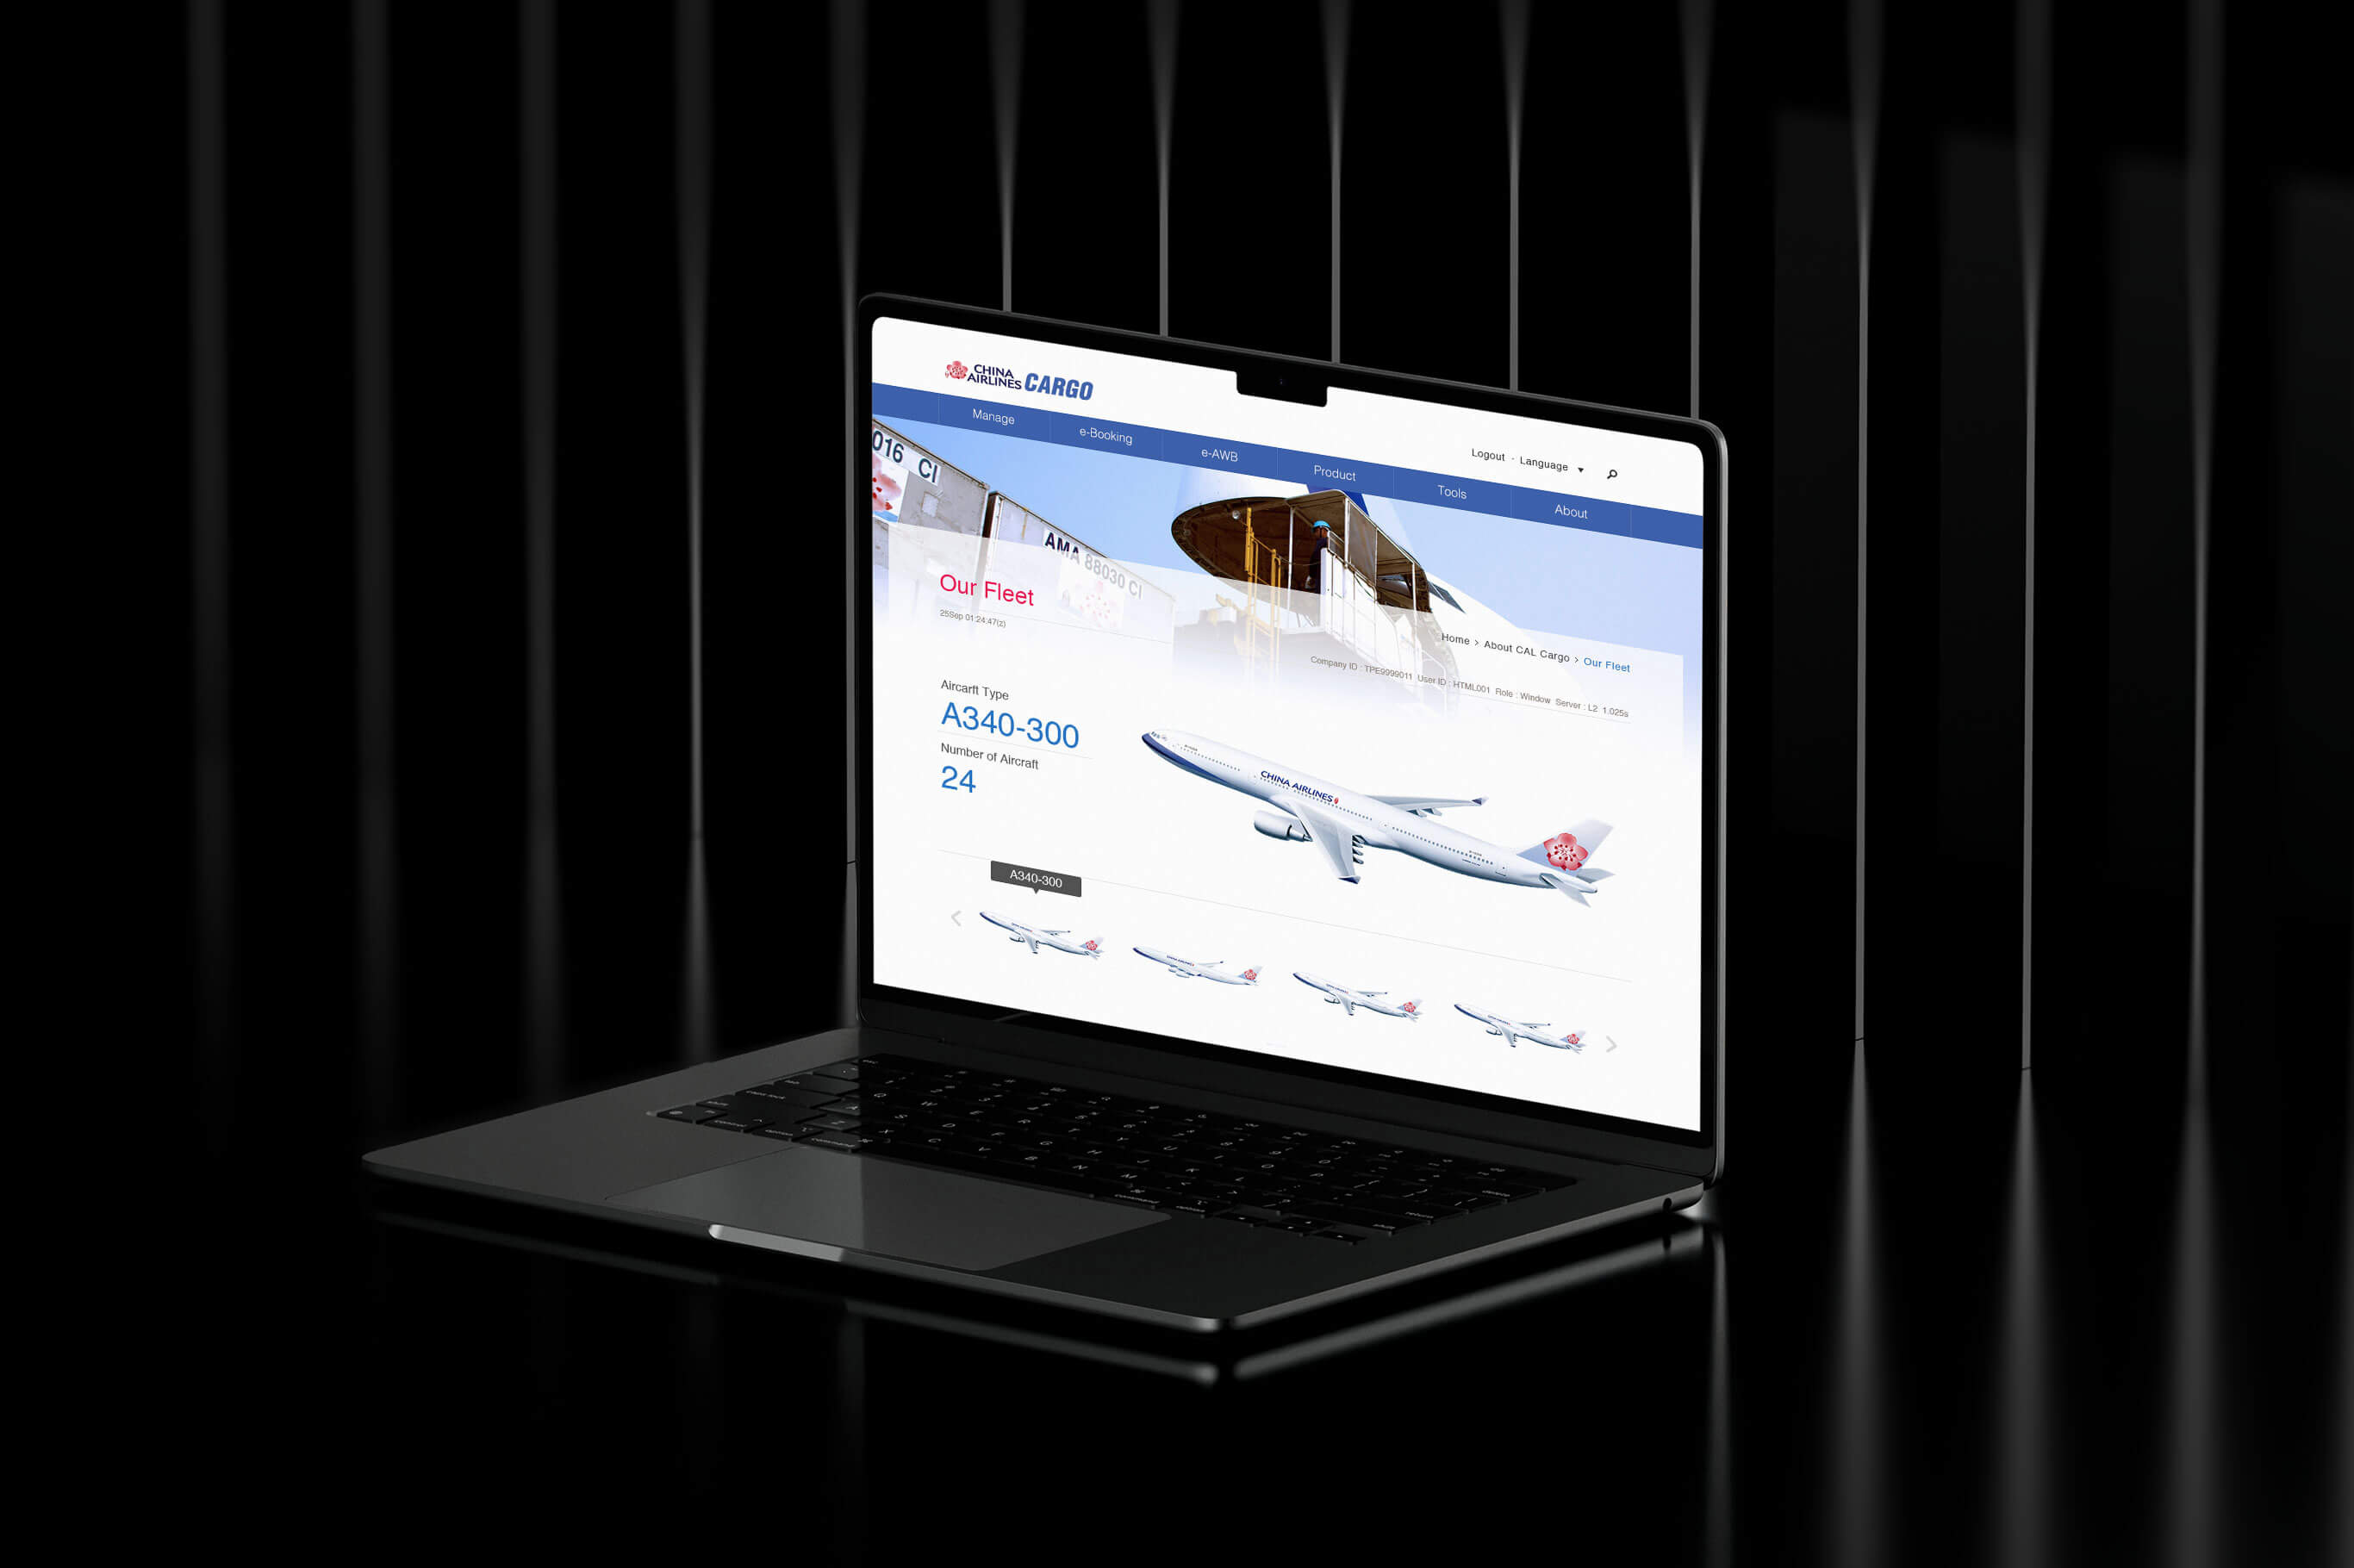 CHINA AIRLINES CARGO
Logout - Language
Manage
e-Booking
e-AWB
Product
Tools
About
016 CI
AMA 88030 CI
Our Fleet
25Sep 01:24:47(z)
Home > About CAL Cargo > Our Fleet
Company ID : TPE9999011 User ID : HTML001 Role : Window Server : L2 1.025s
Aircarft Type
A340-300
Number of Aircraft
24
CHINA AIRLINES
A340-300